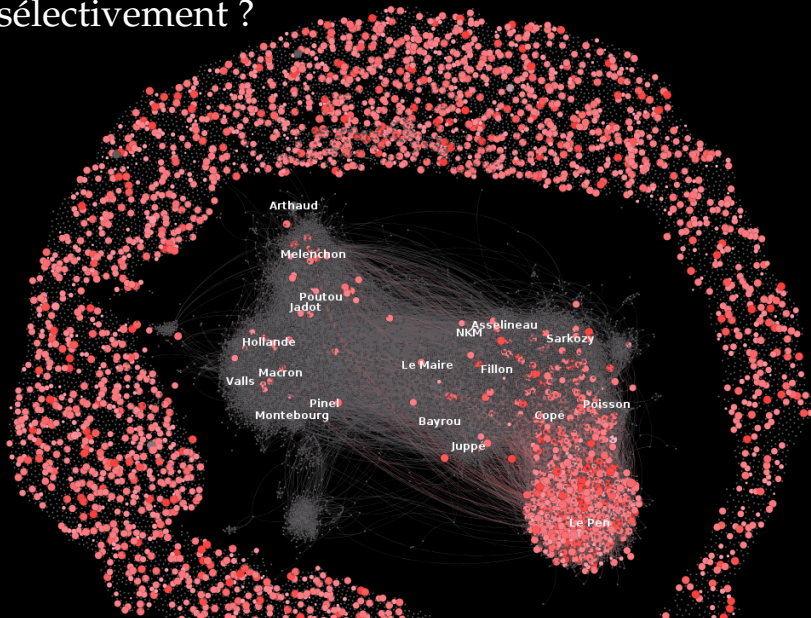 sélectivement ?
Arthaud
Melenchon
Poutou
Jadot
Asselineau
NKM
Sarkozy
Hollande
Le Maire
Fillon
Macron
Valls
Pinel
Poisson
Montebourg
Cope
Bayrou
Juppé
Le Pen